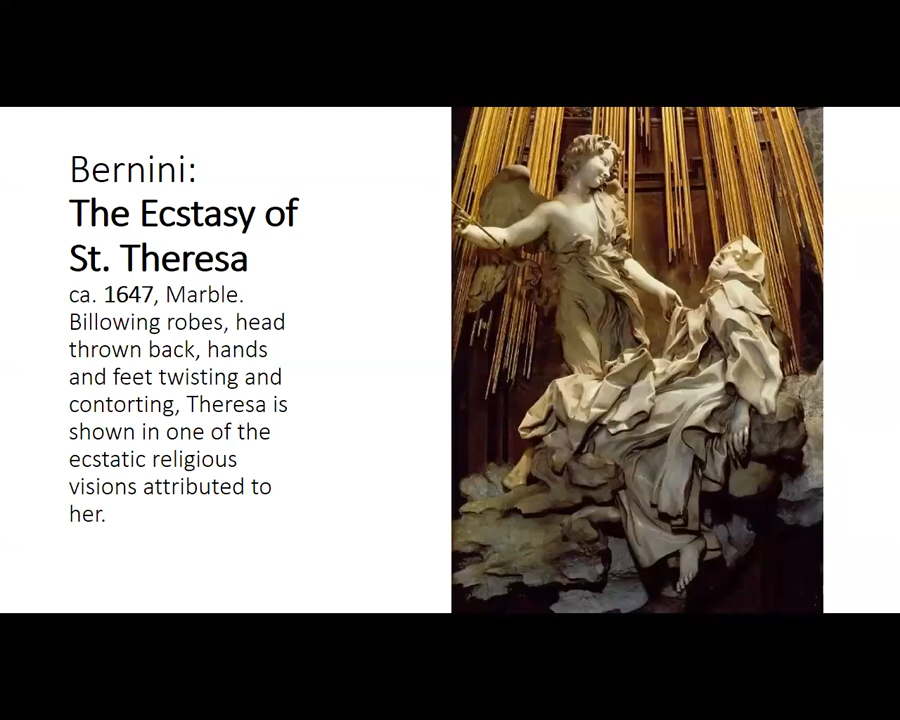 Bernini:
The Ecstasy of
St. Theresa
ca. 1647, Marble.
Billowing robes, head
thrown back, hands
and feet twisting and
contorting, Theresa is
shown in one of the
ecstatic religious
visions attributed to
her.